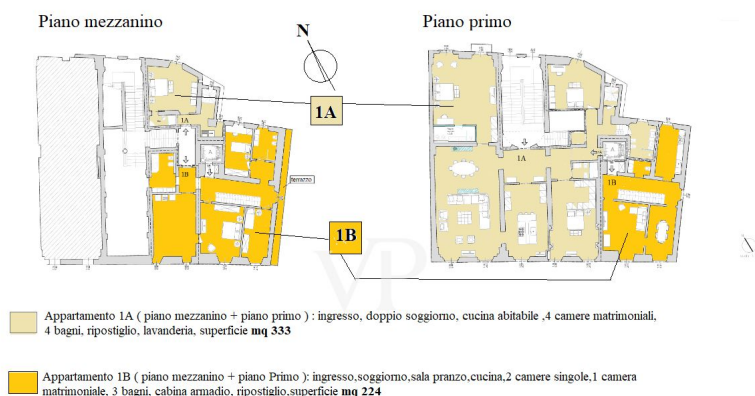 Piano mezzanino
Piano primo
N
1A
1A
1A
1B
1B
terrazzo
1B
VP
Appartamento 1A ( piano mezzanino + piano primo ) : ingresso, doppio soggiorno, cucina abitabile ,4 camere matrimoniali,
4 bagni, ripostiglio, lavanderia, superficie mq 333
Appartamento 1B ( piano mezzanino + piano Primo ): ingresso,soggiorno,sala pranzo,cucina,2 camere singole,1 camera
matrimoniale, 3 bagni, cabina armadio, ripostiglio,superficie mq 224